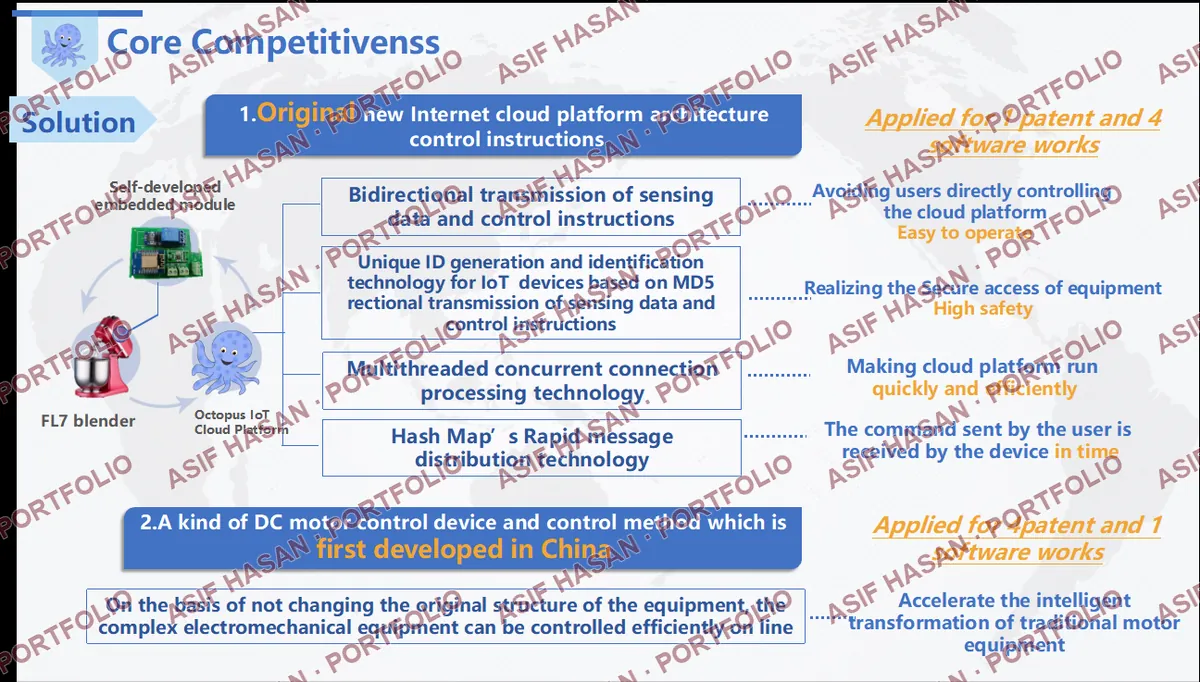 Core Competitivenss
Solution
1.Original new Internet cloud platform architecture
control instructions
Applied for 1 patent and 4
software works
Self-developed
embedded module
FL7 blender
Octopus IoT
Cloud Platform
Bidirectional transmission of sensing
data and control instructions
Avoiding users directly controlling
the cloud platform
Easy to operate
Unique ID generation and identification
technology for IoT devices based on MD5
rectional transmission of sensing data and
control instructions
Realizing the Secure access of equipment
High safety
Multithreaded concurrent connection
processing technology
Making cloud platform run
quickly and efficiently
Hash Map’s Rapid message
distribution technology
The command sent by the user is
received by the device in time
2.A kind of DC motor control device and control method which is
first developed in China
Applied for 4patent and 1
software works
On the basis of not changing the original structure of the equipment, the
complex electromechanical equipment can be controlled efficiently on line
Accelerate the intelligent
transformation of traditional motor
equipment
ASIF HASAN · PORTFOLIO